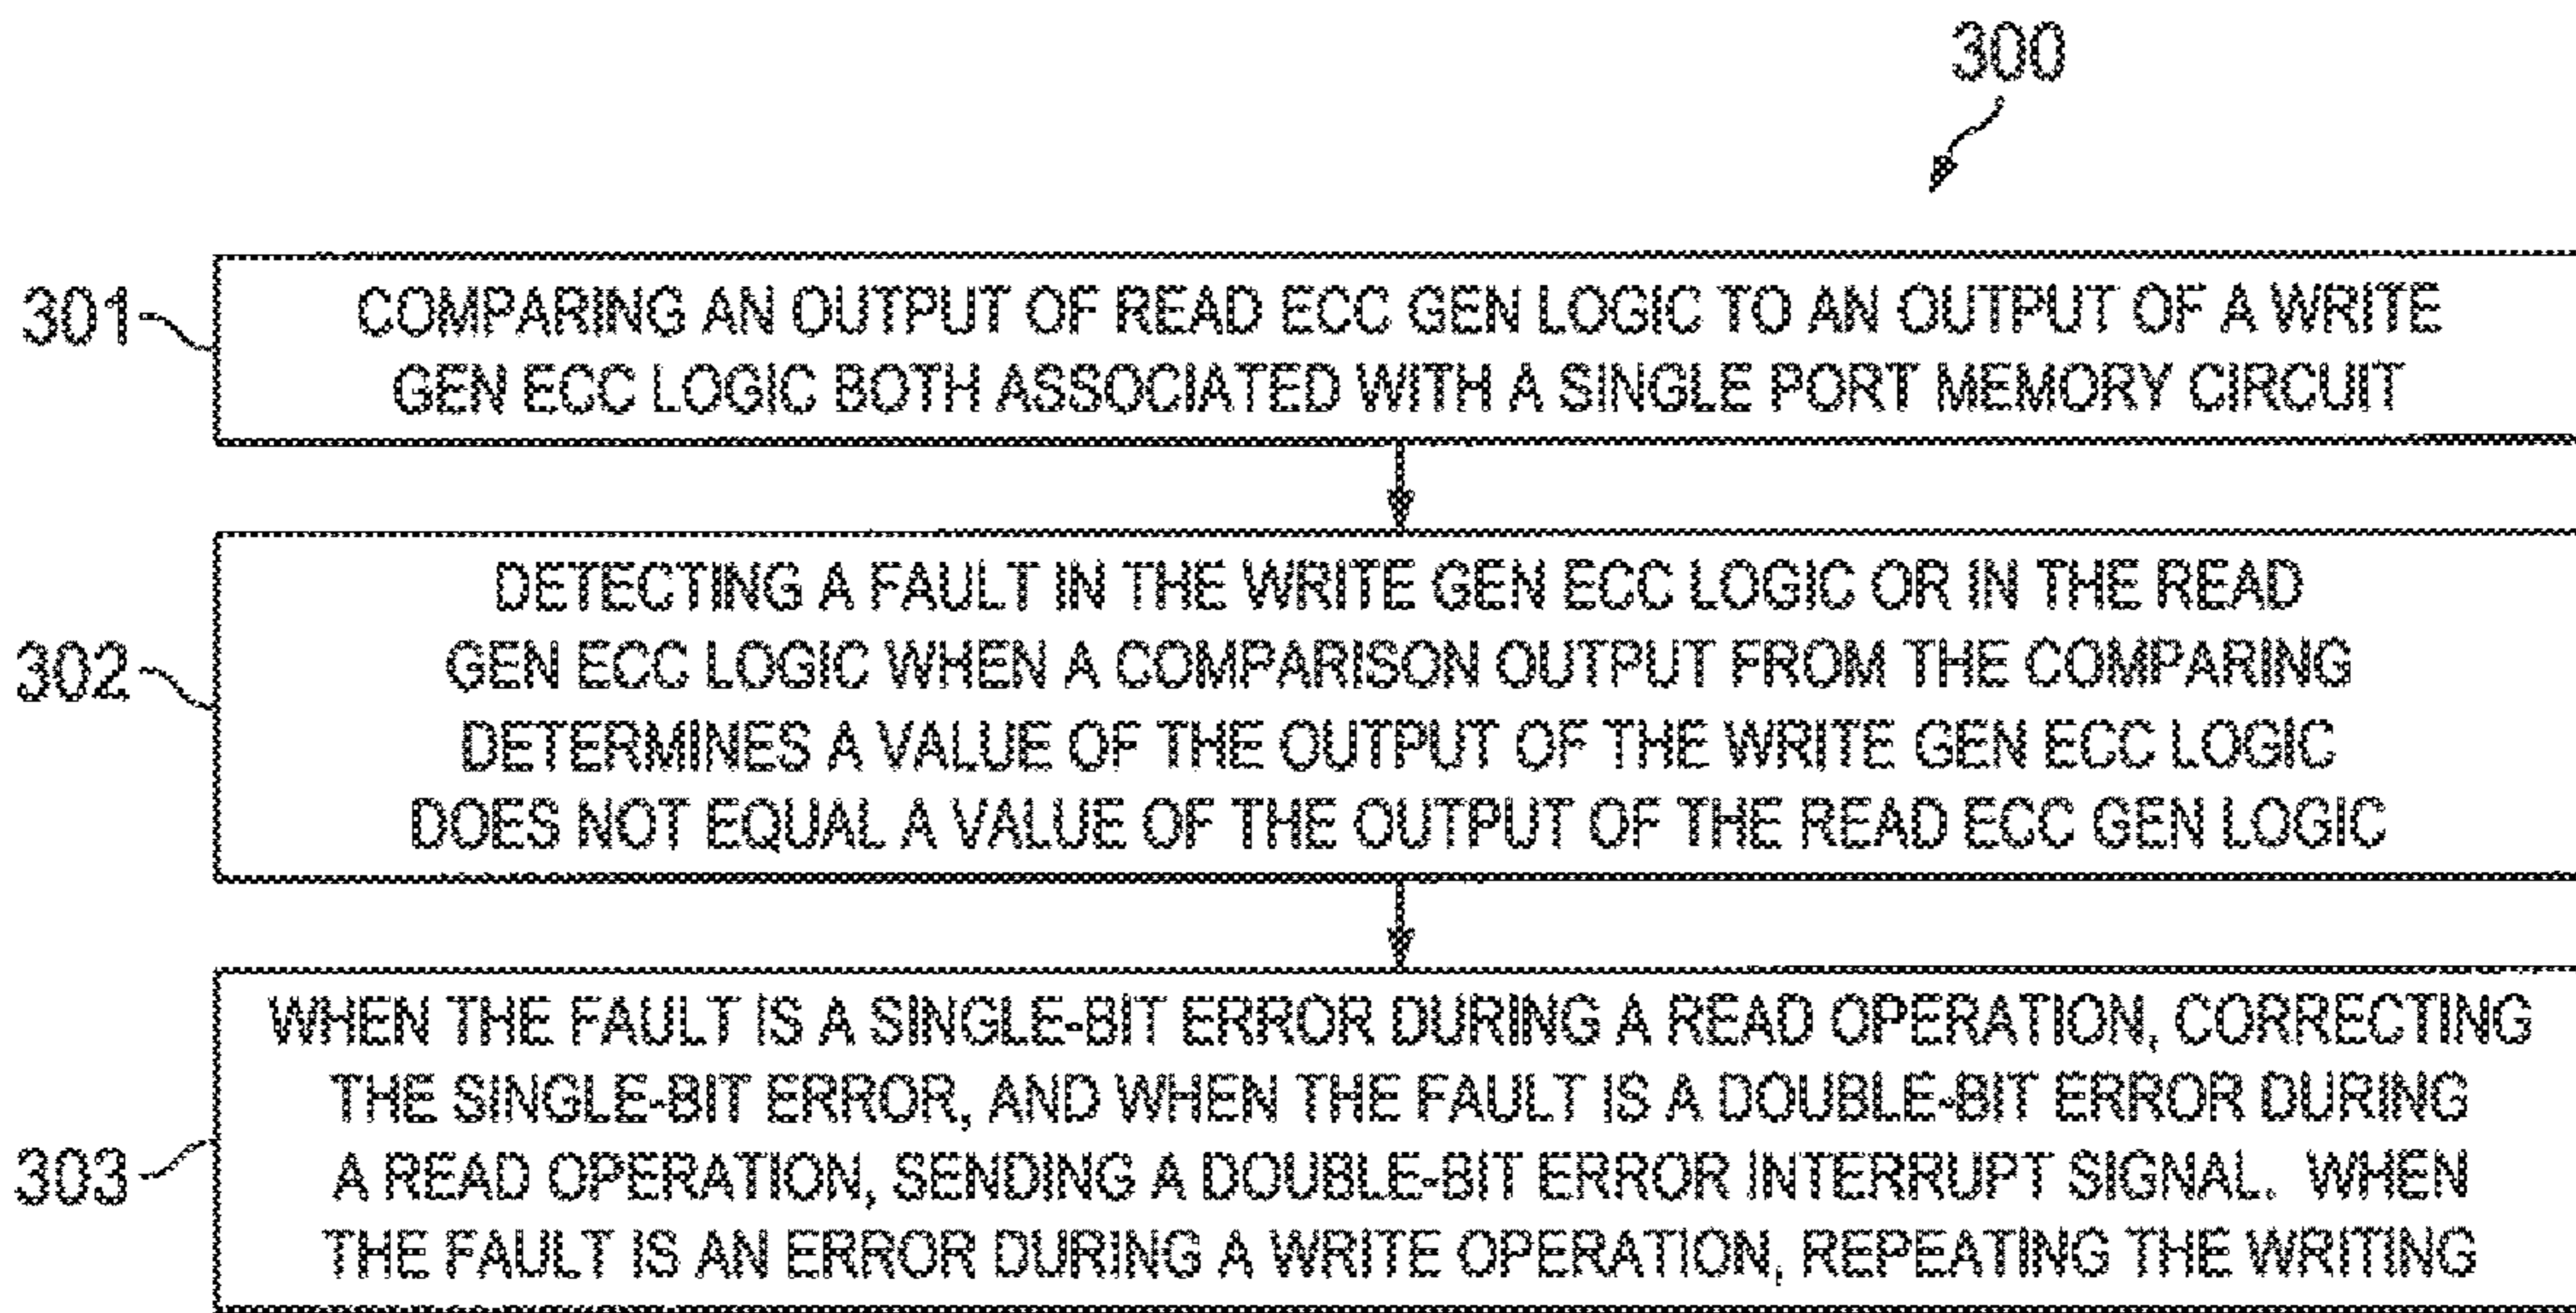 300
301
COMPARING AN OUTPUT OF READ ECC GEN LOGIC TO AN OUTPUT OF A WRITE
GEN ECC LOGIC BOTH ASSOCIATED WITH A SINGLE PORT MEMORY CIRCUIT
302
DETECTING A FAULT IN THE WRITE GEN ECC LOGIC OR IN THE READ
GEN ECC LOGIC WHEN A COMPARISON OUTPUT FROM THE COMPARING
DETERMINES A VALUE OF THE OUTPUT OF THE WRITE GEN ECC LOGIC
DOES NOT EQUAL A VALUE OF THE OUTPUT OF THE READ ECC GEN LOGIC
303
WHEN THE FAULT IS A SINGLE-BIT ERROR DURING A READ OPERATION, CORRECTING
THE SINGLE-BIT ERROR, AND WHEN THE FAULT IS A DOUBLE-BIT ERROR DURING
A READ OPERATION, SENDING A DOUBLE-BIT ERROR INTERRUPT SIGNAL. WHEN
THE FAULT IS AN ERROR DURING A WRITE OPERATION, REPEATING THE WRITING